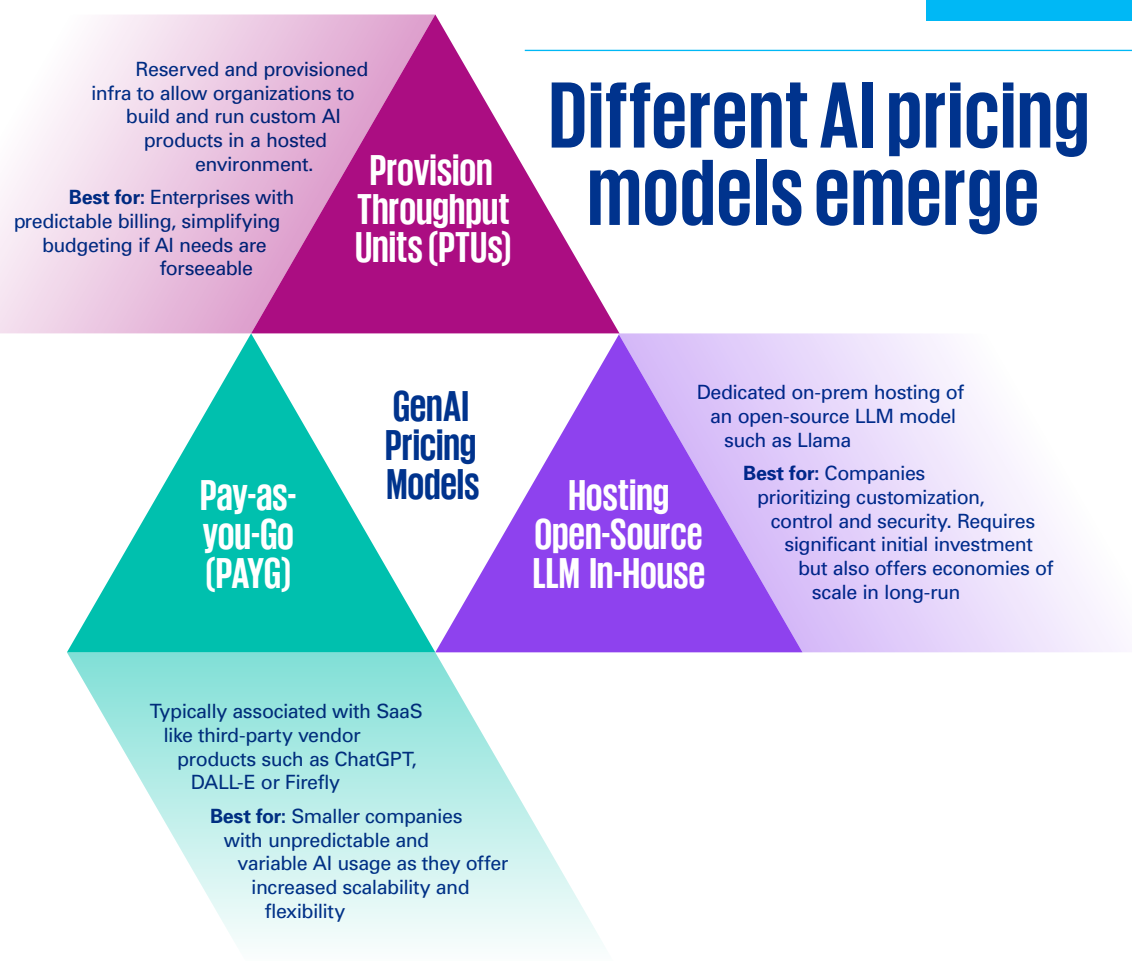 Different AI pricing
models emerge
Reserved and provisioned
infra to allow organizations to
build and run custom AI
products in a hosted
environment.
Best for: Enterprises with
predictable billing, simplifying
budgeting if AI needs are
forseeable
Provision
Throughput
Units (PTUs)
GenAI
Pricing
Models
Pay-as-
you-Go
(PAYG)
Hosting
Open-Source
LLM In-House
Dedicated on-prem hosting of
an open-source LLM model
such as Llama
Best for: Companies
prioritizing customization,
control and security. Requires
significant initial investment
but also offers economies of
scale in long-run
Typically associated with SaaS
like third-party vendor
products such as ChatGPT,
DALL-E or Firefly
Best for: Smaller companies
with unpredictable and
variable AI usage as they offer
increased scalability and
flexibility